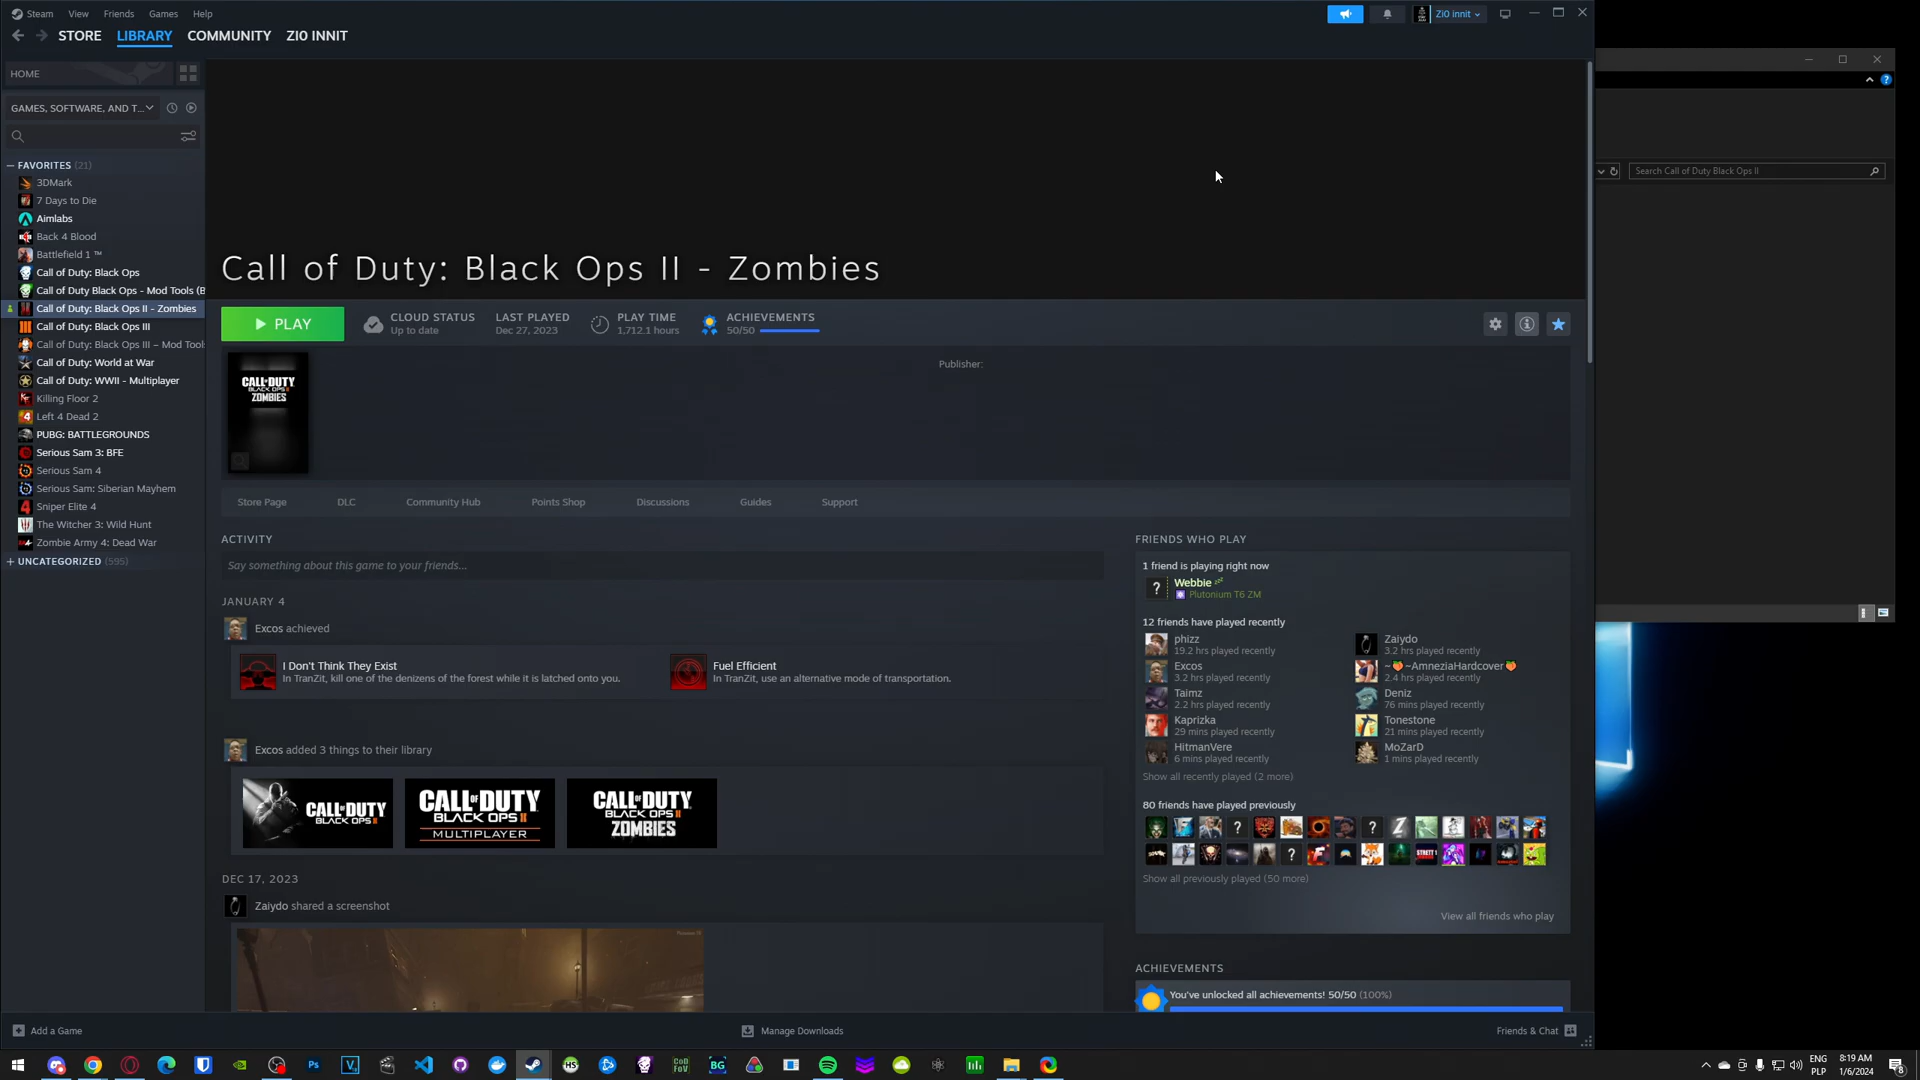 Steam View Friends Games Help
Zi0 innit
STORE LIBRARY COMMUNITY ZI0 INNIT
HOME
GAMES, SOFTWARE, AND T...
FAVORITES (21)
3DMark
7 Days to Die
Aimlabs
Back 4 Blood
Battlefield 1 ™
Call of Duty: Black Ops
Call of Duty Black Ops - Mod Tools (B
Call of Duty: Black Ops II - Zombies
Call of Duty: Black Ops III
Call of Duty: Black Ops III – Mod Tools
Call of Duty: World at War
Call of Duty: WWII - Multiplayer
Killing Floor 2
Left 4 Dead 2
PUBG: BATTLEGROUNDS
Serious Sam 3: BFE
Serious Sam 4
Serious Sam: Siberian Mayhem
Sniper Elite 4
The Witcher 3: Wild Hunt
Zombie Army 4: Dead War
UNCATEGORIZED (595)
Call of Duty: Black Ops II - Zombies
PLAY
CLOUD STATUS
Up to date
LAST PLAYED
Dec 27, 2023
PLAY TIME
1,712.1 hours
ACHIEVEMENTS
50/50
CALL OF DUTY
BLACK OPS II
ZOMBIES
Publisher:
Store Page DLC Community Hub Points Shop Discussions Guides Support
ACTIVITY
Say something about this game to your friends...
JANUARY 4
Excos achieved
I Don't Think They Exist
In TranZit, kill one of the denizens of the forest while it is latched onto you.
Fuel Efficient
In TranZit, use an alternative mode of transportation.
Excos added 3 things to their library
CALL OF DUTY
BLACK OPS II
CALL OF DUTY
BLACK OPS II
MULTIPLAYER
CALL OF DUTY
BLACK OPS II
ZOMBIES
DEC 17, 2023
Zaiydo shared a screenshot
FRIENDS WHO PLAY
1 friend is playing right now
Webbie
Plutonium T6 ZM
12 friends have played recently
phizz
19.2 hrs played recently
Zaiydo
3.2 hrs played recently
Excos
3.2 hrs played recently
~🍑~AmneziaHardcover🍑
2.4 hrs played recently
Taimz
2.2 hrs played recently
Deniz
76 mins played recently
Kaprizka
29 mins played recently
Tonestone
21 mins played recently
HitmanVere
6 mins played recently
MoZarD
1 mins played recently
Show all recently played (2 more)
80 friends have played previously
Show all previously played (50 more)
View all friends who play
ACHIEVEMENTS
You've unlocked all achievements! 50/50 (100%)
Add a Game
Manage Downloads
Friends & Chat
Search Call of Duty Black Ops II
ENG
PLP
8:19 AM
1/6/2024